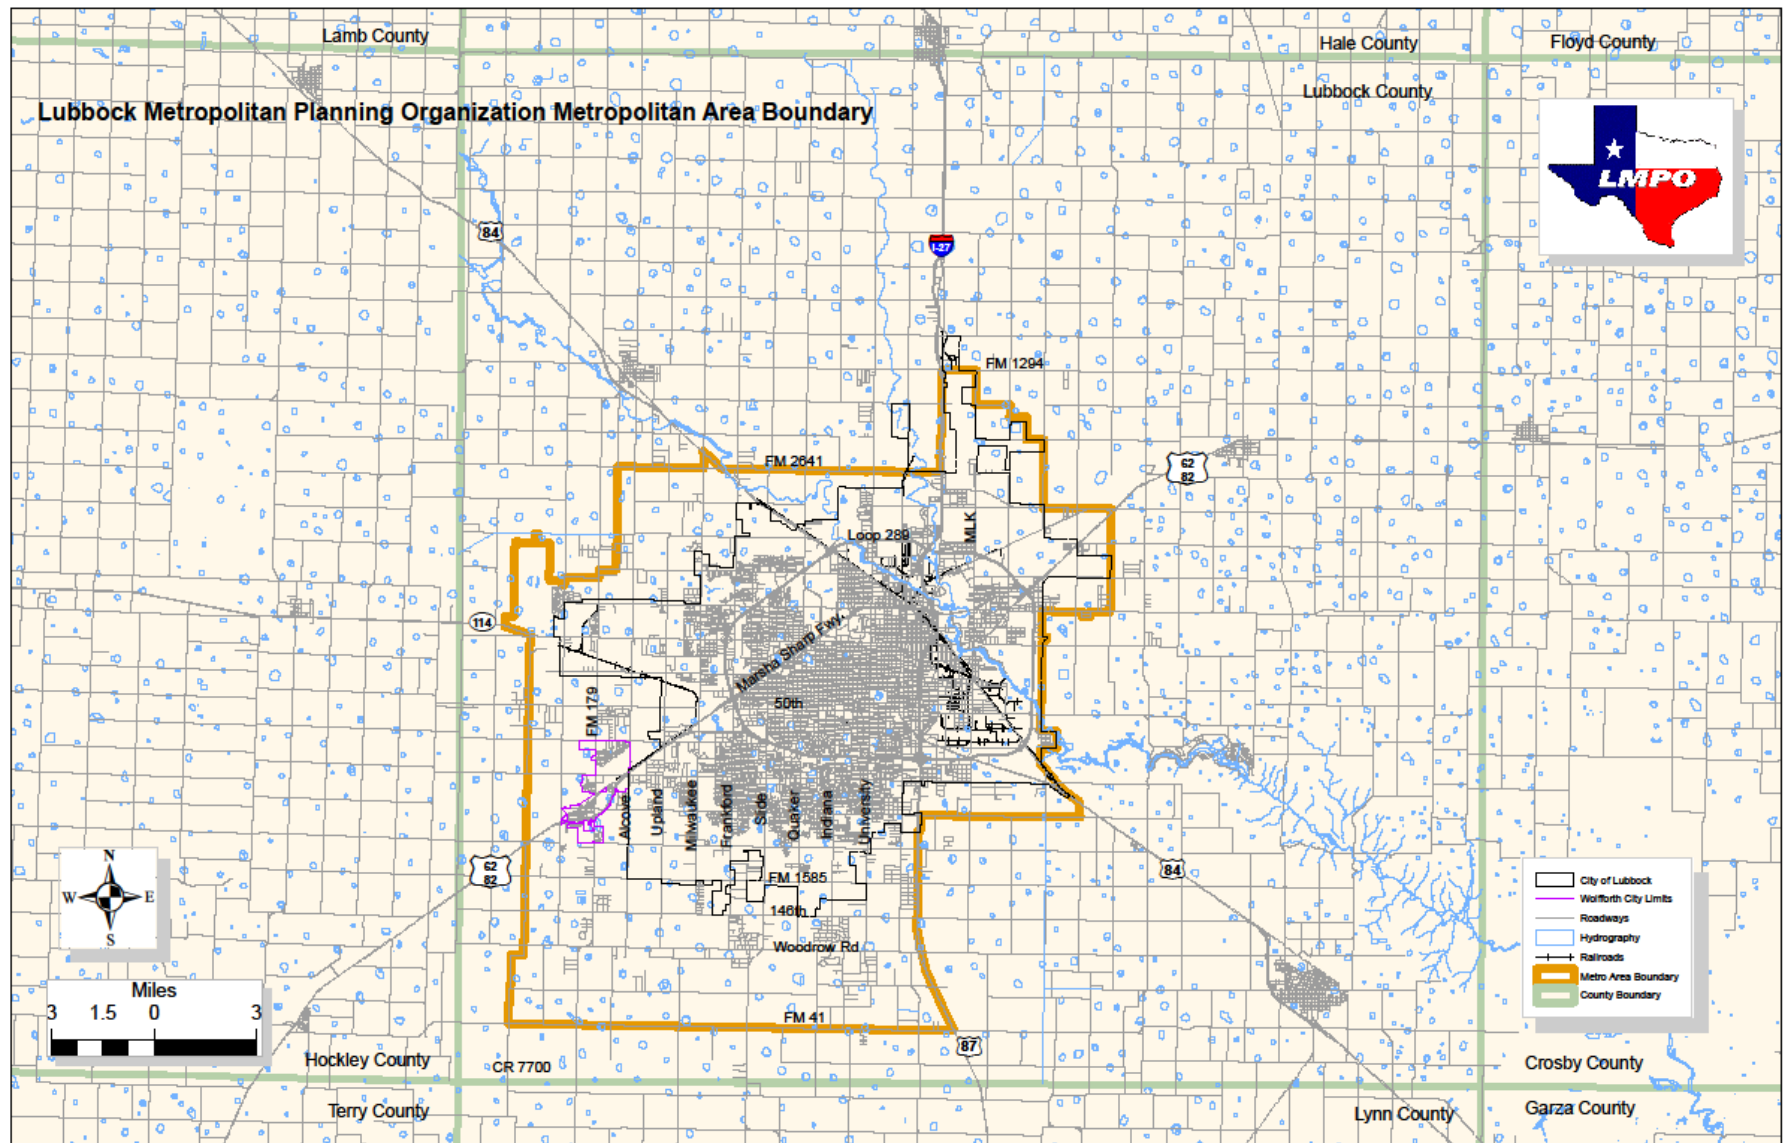 Lamb County
Hale County
Floyd County
Lubbock County
Lubbock Metropolitan Planning Organization Metropolitan Area Boundary
LMPO
84
I-27
FM 1294
FM 2641
62
82
Loop 289
MLK
114
Marsha Sharp Fwy.
FM 179
50th
Alcove
Upland
Milwaukee
Frankford
Slide
Quaker
Indiana
University
62
82
84
FM 1585
146th
Woodrow Rd
FM 41
87
N
W
E
S
Miles
3 1.5 0 3
City of Lubbock
Wolfforth City Limits
Roadways
Hydrography
Railroads
Metro Area Boundary
County Boundary
Hockley County
CR 7700
Crosby County
Terry County
Lynn County
Garza County